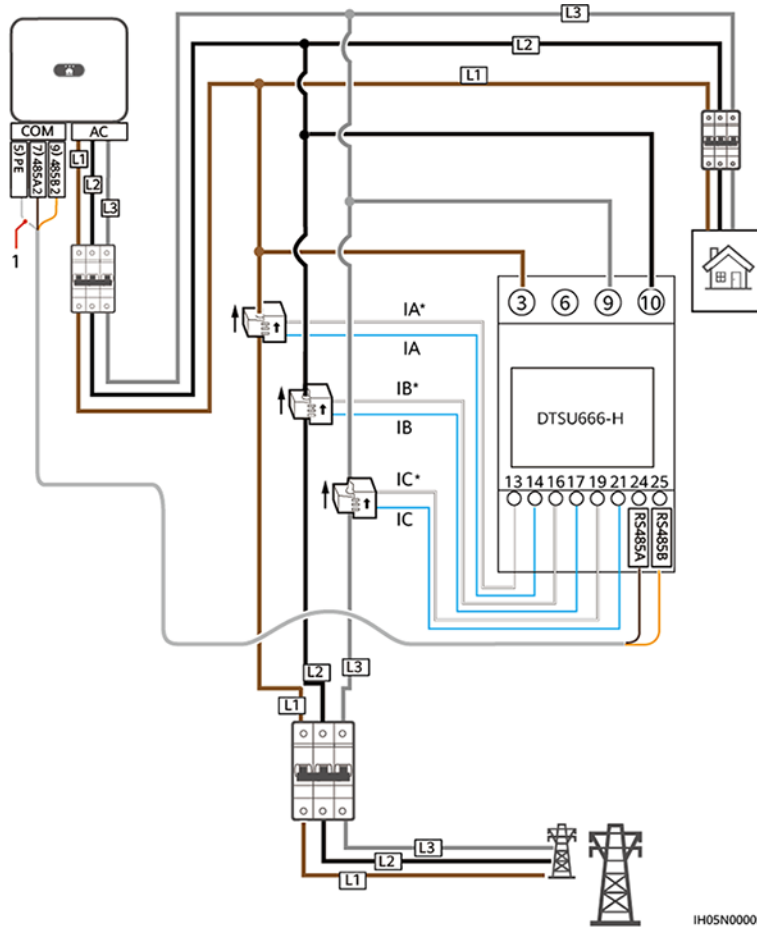 L3
L2
L1
COM
AC
5) PE
7) 485A2
9) 485B2
L1
L2
L3
1
3
6
9
10
IA*
IA
IB*
IB
DTSU666-H
IC*
IC
13 14 16 17 19 21 24 25
RS485A
RS485B
L2
L3
L1
L3
L2
L1
IH05N0000